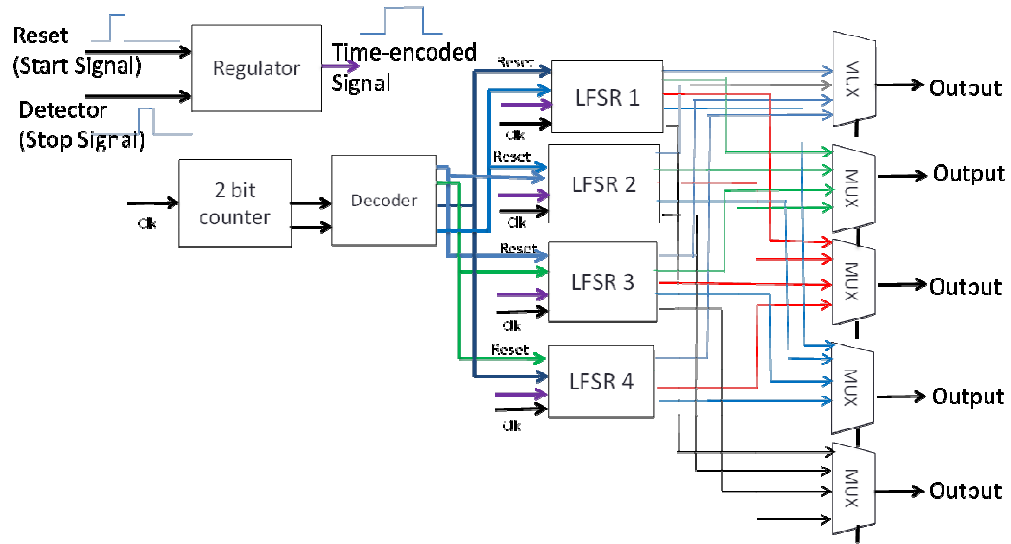 Reset
(Start Signal)
Regulator
Time-encoded
Signal
Detector
(Stop Signal)
Clk
2 bit
counter
Decoder
Reset
LFSR 1
Clk
Reset
LFSR 2
Clk
Reset
LFSR 3
Clk
Reset
LFSR 4
Clk
MUX
Output
MUX
Output
MUX
Output
MUX
Output
MUX
Output